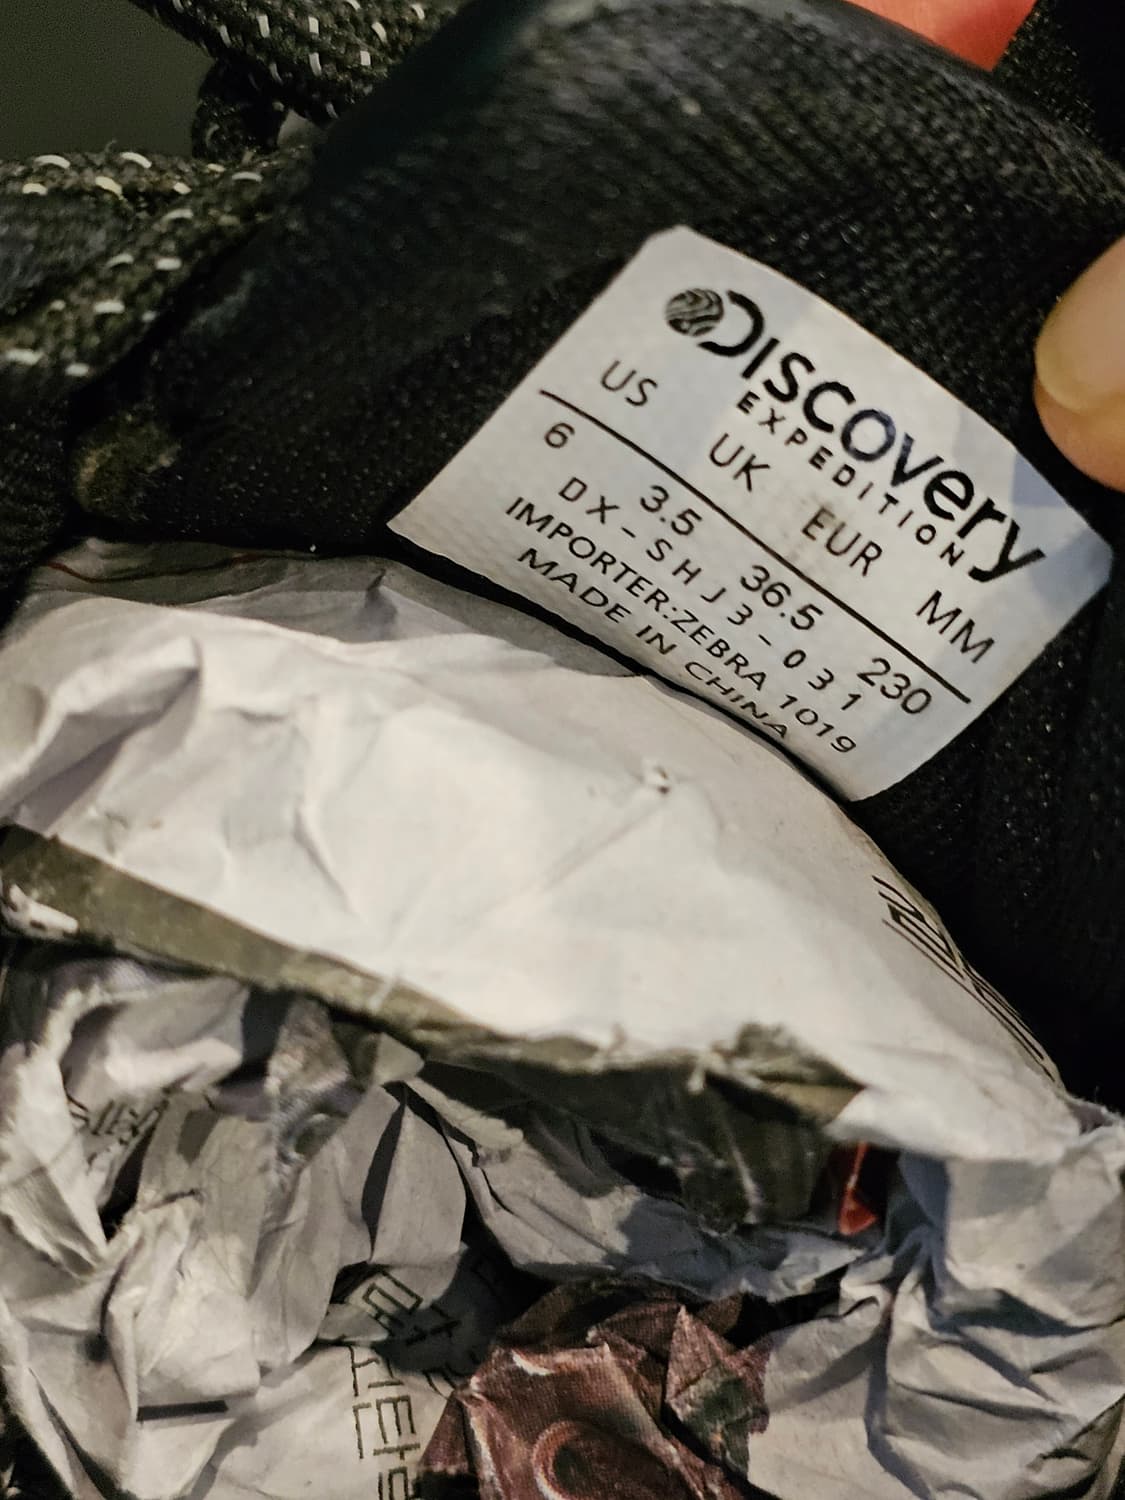 DISCOVERY
EXPEDITION
US UK EUR MM
6 3.5 36.5 230
DX-SHJ3-031
IMPORTER:ZEBRA 1019
MADE IN CHINA